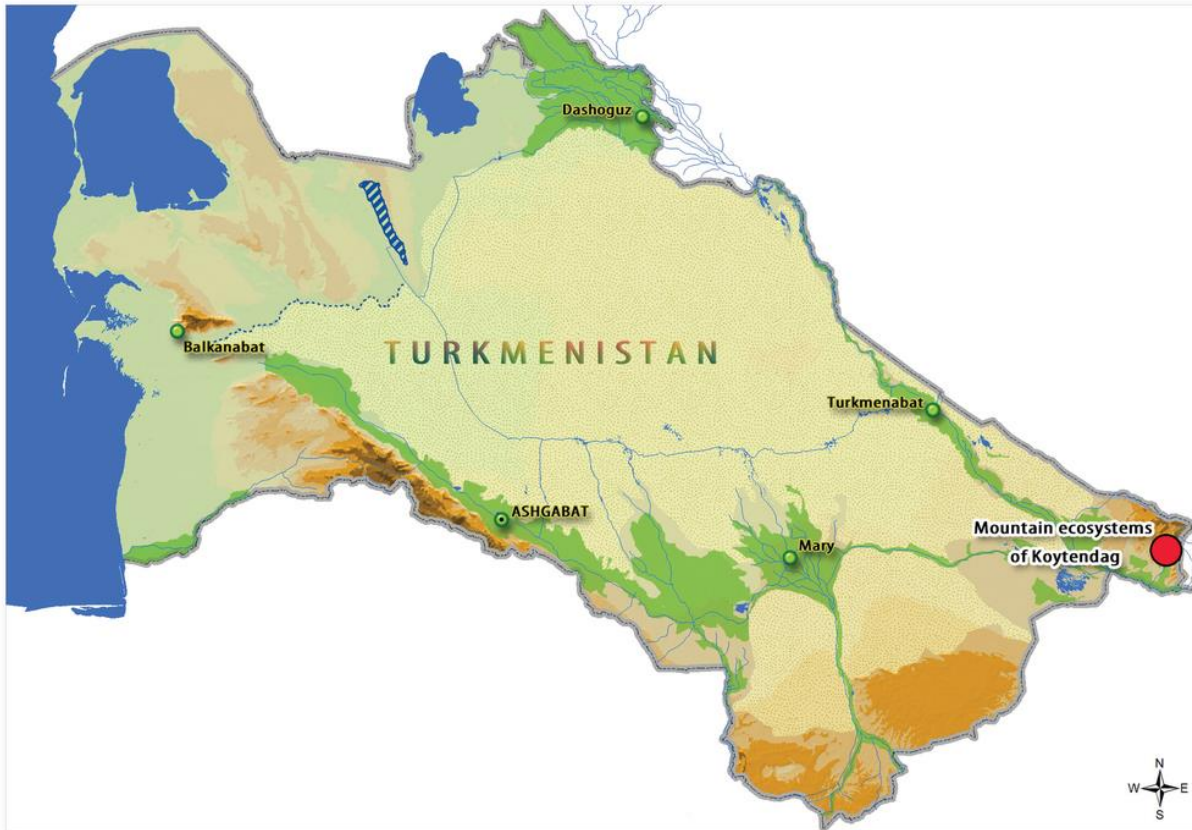 Dashoguz
Balkanabat
TURKMENISTAN
Turkmenabat
ASHGABAT
Mary
Mountain ecosystems
of Koytendag
N
W E
S